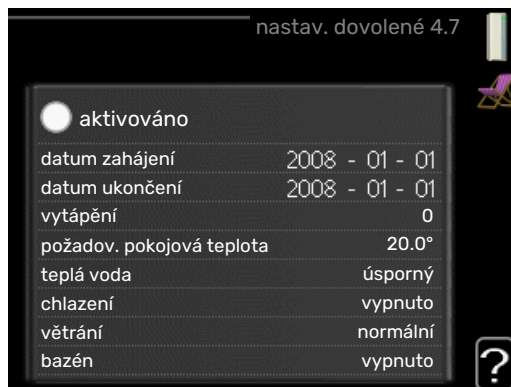 nastav. dovolené 4.7
aktivováno
datum zahájení 2008 - 01 - 01
datum ukončení 2008 - 01 - 01
vytápění 0
požadov. pokojová teplota 20.0°
teplá voda úsporný
chlazení vypnuto
větrání normální
bazén vypnuto
?